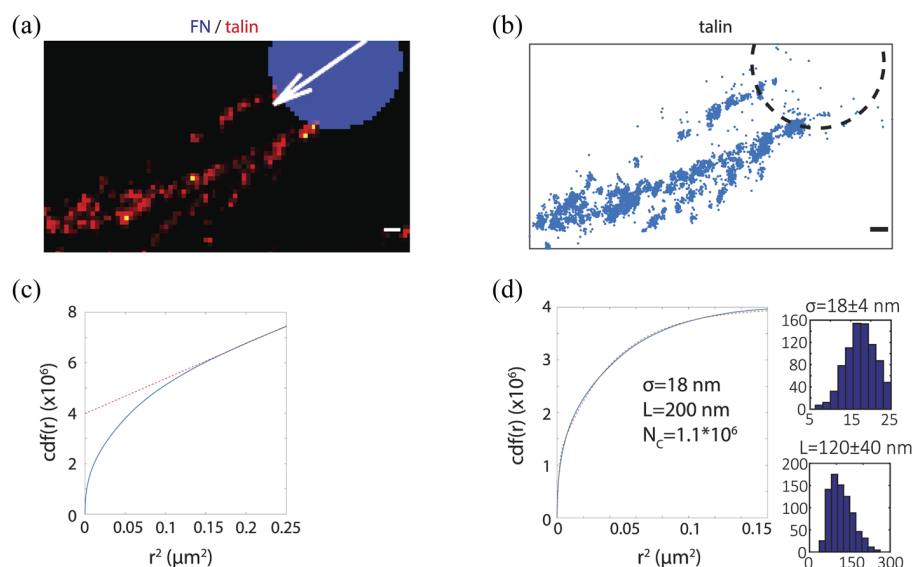 (a)
FN / talin
(b)
talin
(c)
8
6
4
2
0
cdf(r) (x10⁶)
0 0.05 0.1 0.15 0.2 0.25
r² (μm²)
(d)
4
3
2
1
0
cdf(r) (x10⁶)
σ=18 nm
L=200 nm
N_C=1.1*10⁶
0 0.05 0.1 0.16
r² (μm²)
σ=18±4 nm
160
120
80
40
0
5 15 25
L=120±40 nm
200
150
100
50
0
0 150 300